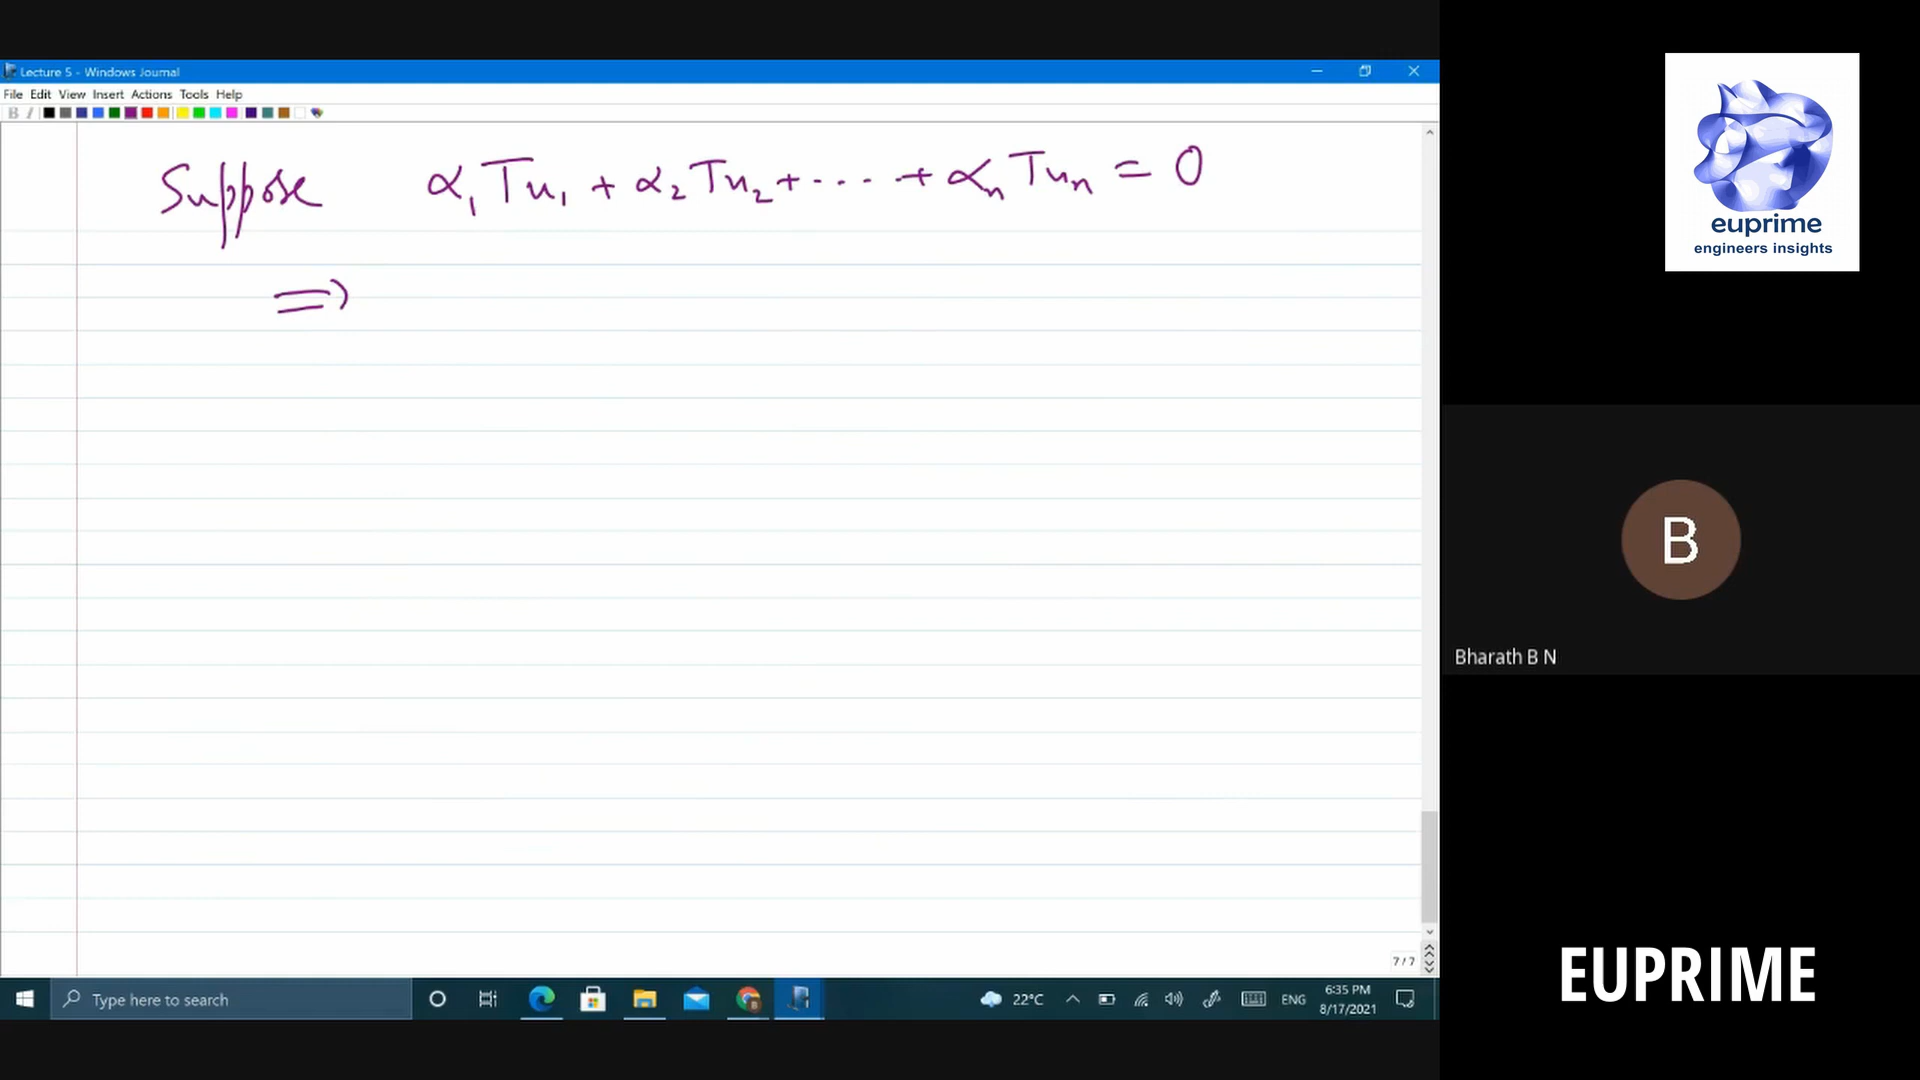 Lecture 5 - Windows Journal
File Edit View Insert Actions Tools Help
B I
Suppose α₁Tu₁ + α₂Tu₂ + .... + αₙTuₙ = 0
⇒
7 / 7
Type here to search
22°C
ENG
6:35 PM
8/17/2021
euprime
engineers insights
B
Bharath B N
EUPRIME